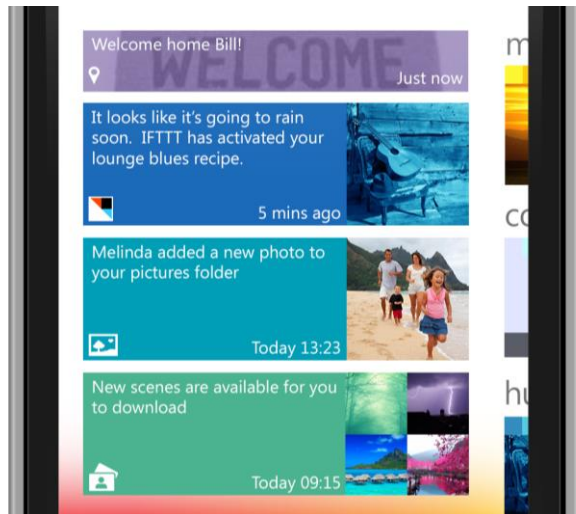 Welcome home Bill!
WELCOME
Just now
It looks like it's going to rain
soon. IFTTT has activated your
lounge blues recipe.
5 mins ago
Melinda added a new photo to
your pictures folder
Today 13:23
New scenes are available for you
to download
Today 09:15
m
co
hu